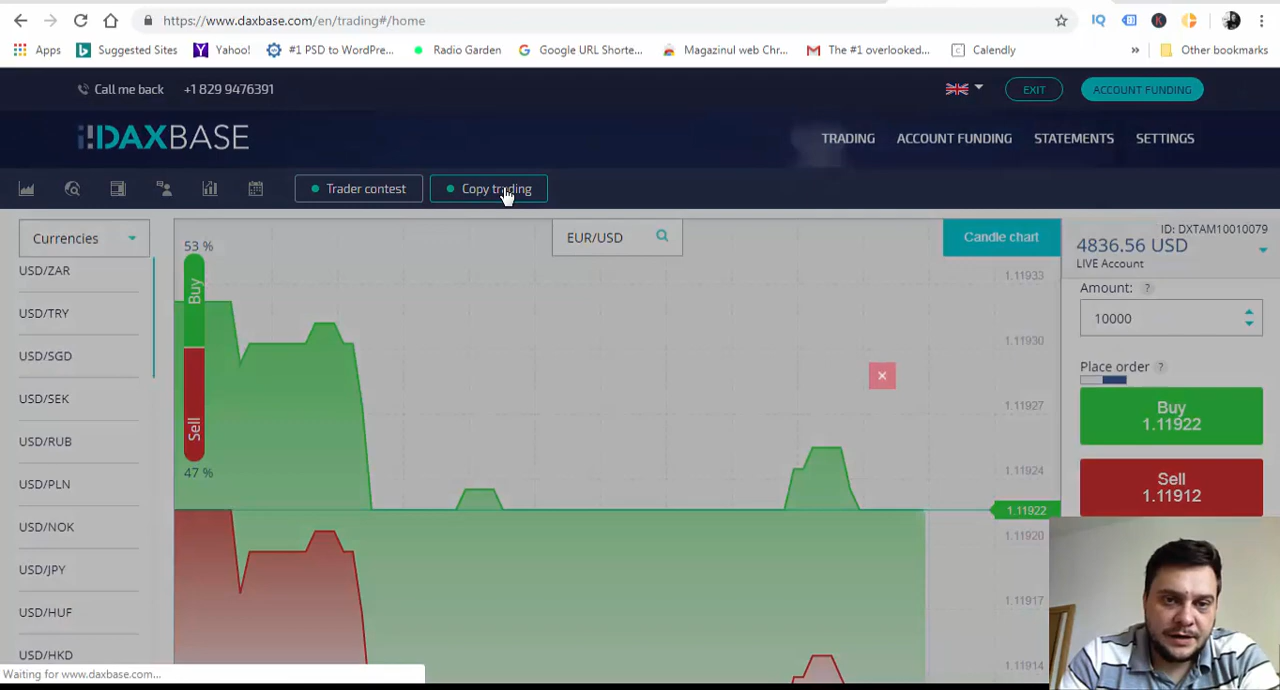 https://www.daxbase.com/en/trading#/home
IQ
K
Apps
Suggested Sites
Yahoo!
#1 PSD to WordPre...
Radio Garden
Google URL Shorte...
Magazinul web Chr...
The #1 overlooked...
Calendly
»
Other bookmarks
Call me back
+1 829 9476391
EXIT
ACCOUNT FUNDING
DAXBASE
TRADING
ACCOUNT FUNDING
STATEMENTS
SETTINGS
Trader contest
Copy trading
Currencies
USD/ZAR
USD/TRY
USD/SGD
USD/SEK
USD/RUB
USD/PLN
USD/NOK
USD/JPY
USD/HUF
USD/HKD
53 %
Buy
Sell
47 %
EUR/USD
Candle chart
1.11933
1.11930
1.11927
1.11924
1.11922
1.11920
1.11917
1.11914
ID: DXTAM10010079
4836.56 USD
LIVE Account
Amount: ?
10000
Place order ?
Buy
1.11922
Sell
1.11912
Waiting for www.daxbase.com...